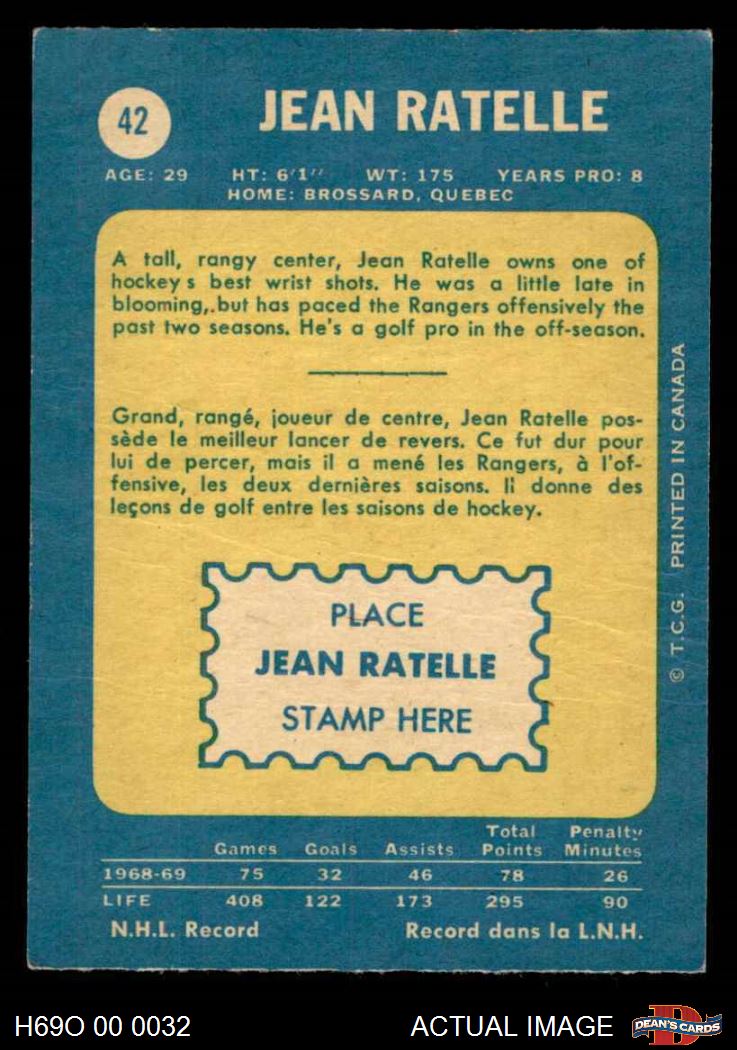 42
JEAN RATELLE
AGE: 29 HT: 6'1" WT: 175 YEARS PRO: 8
HOME: BROSSARD, QUEBEC
A tall, rangy center, Jean Ratelle owns one of
hockey s best wrist shots. He was a little late in
blooming,.but has paced the Rangers offensively the
past two seasons. He's a golf pro in the off-season.
Grand, rangé, joueur de centre, Jean Ratelle pos-
sède le meilleur lancer de revers. Ce fut dur pour
lui de percer, mais il a mené les Rangers, à l'of-
fensive, les deux dernières saisons. Il donne des
leçons de golf entre les saisons de hockey.
PLACE
JEAN RATELLE
STAMP HERE
© T.C.G. PRINTED IN CANADA
Total Penalty
Games Goals Assists Points Minutes
1968-69 75 32 46 78 26
LIFE 408 122 173 295 90
N.H.L. Record Record dans la L.N.H.
H69O 00 0032 ACTUAL IMAGE DEAN'S CARDS